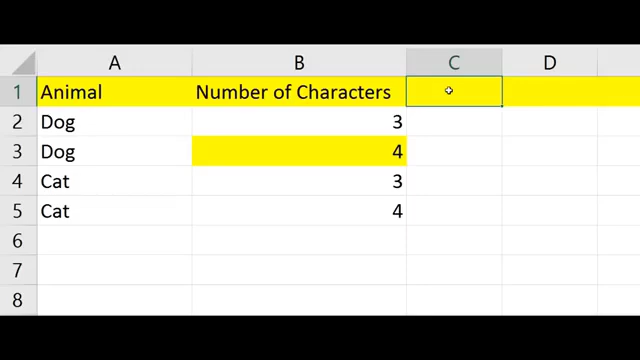 A B C D
1 Animal Number of Characters
2 Dog 3
3 Dog 4
4 Cat 3
5 Cat 4
6
7
8